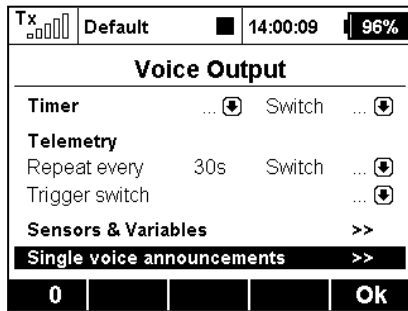 Tx Default 14:00:09 96%
Voice Output
Timer ... Switch ...
Telemetry
Repeat every 30s Switch ...
Trigger switch ...
Sensors & Variables >>
Single voice announcements >>
0 Ok